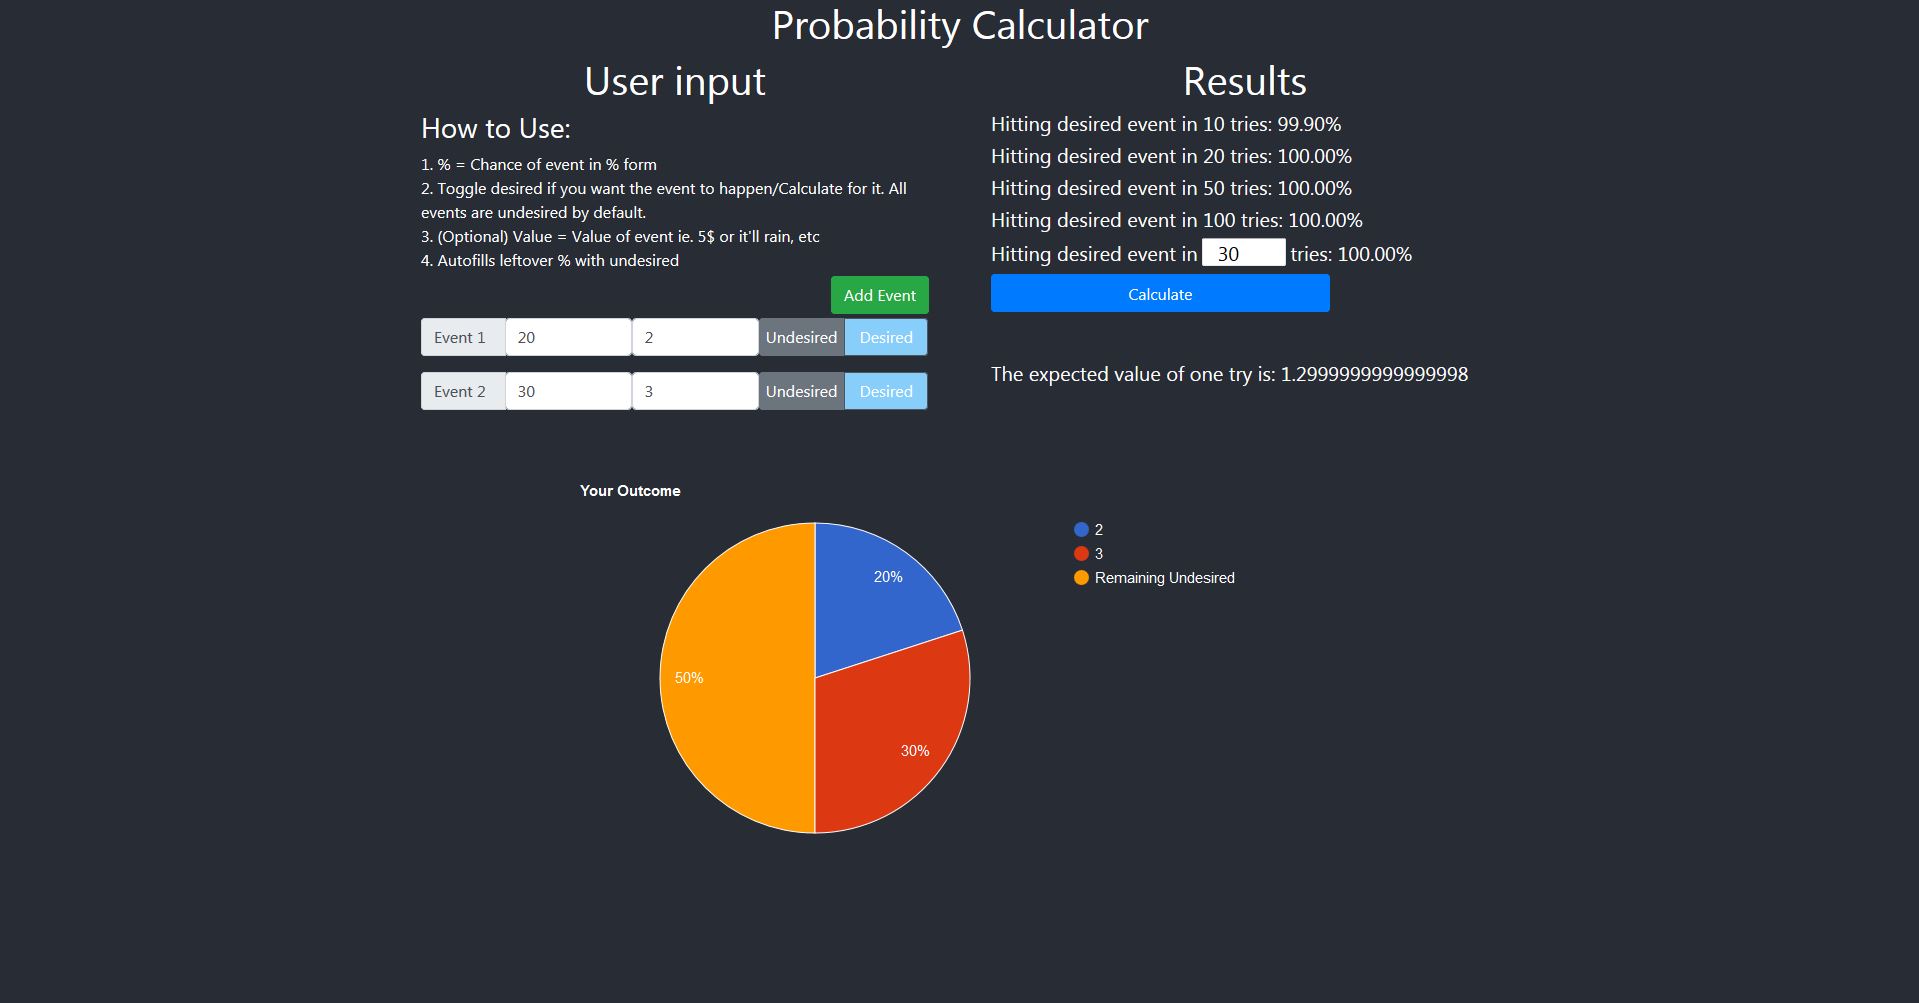 Probability Calculator
User input
How to Use:
1. % = Chance of event in % form
2. Toggle desired if you want the event to happen/Calculate for it. All
events are undesired by default.
3. (Optional) Value = Value of event ie. 5$ or it'll rain, etc
4. Autofills leftover % with undesired
Add Event
Event 1 20 2 Undesired Desired
Event 2 30 3 Undesired Desired
Results
Hitting desired event in 10 tries: 99.90%
Hitting desired event in 20 tries: 100.00%
Hitting desired event in 50 tries: 100.00%
Hitting desired event in 100 tries: 100.00%
Hitting desired event in 30 tries: 100.00%
Calculate
The expected value of one try is: 1.2999999999999998
Your Outcome
20%
30%
50%
2
3
Remaining Undesired